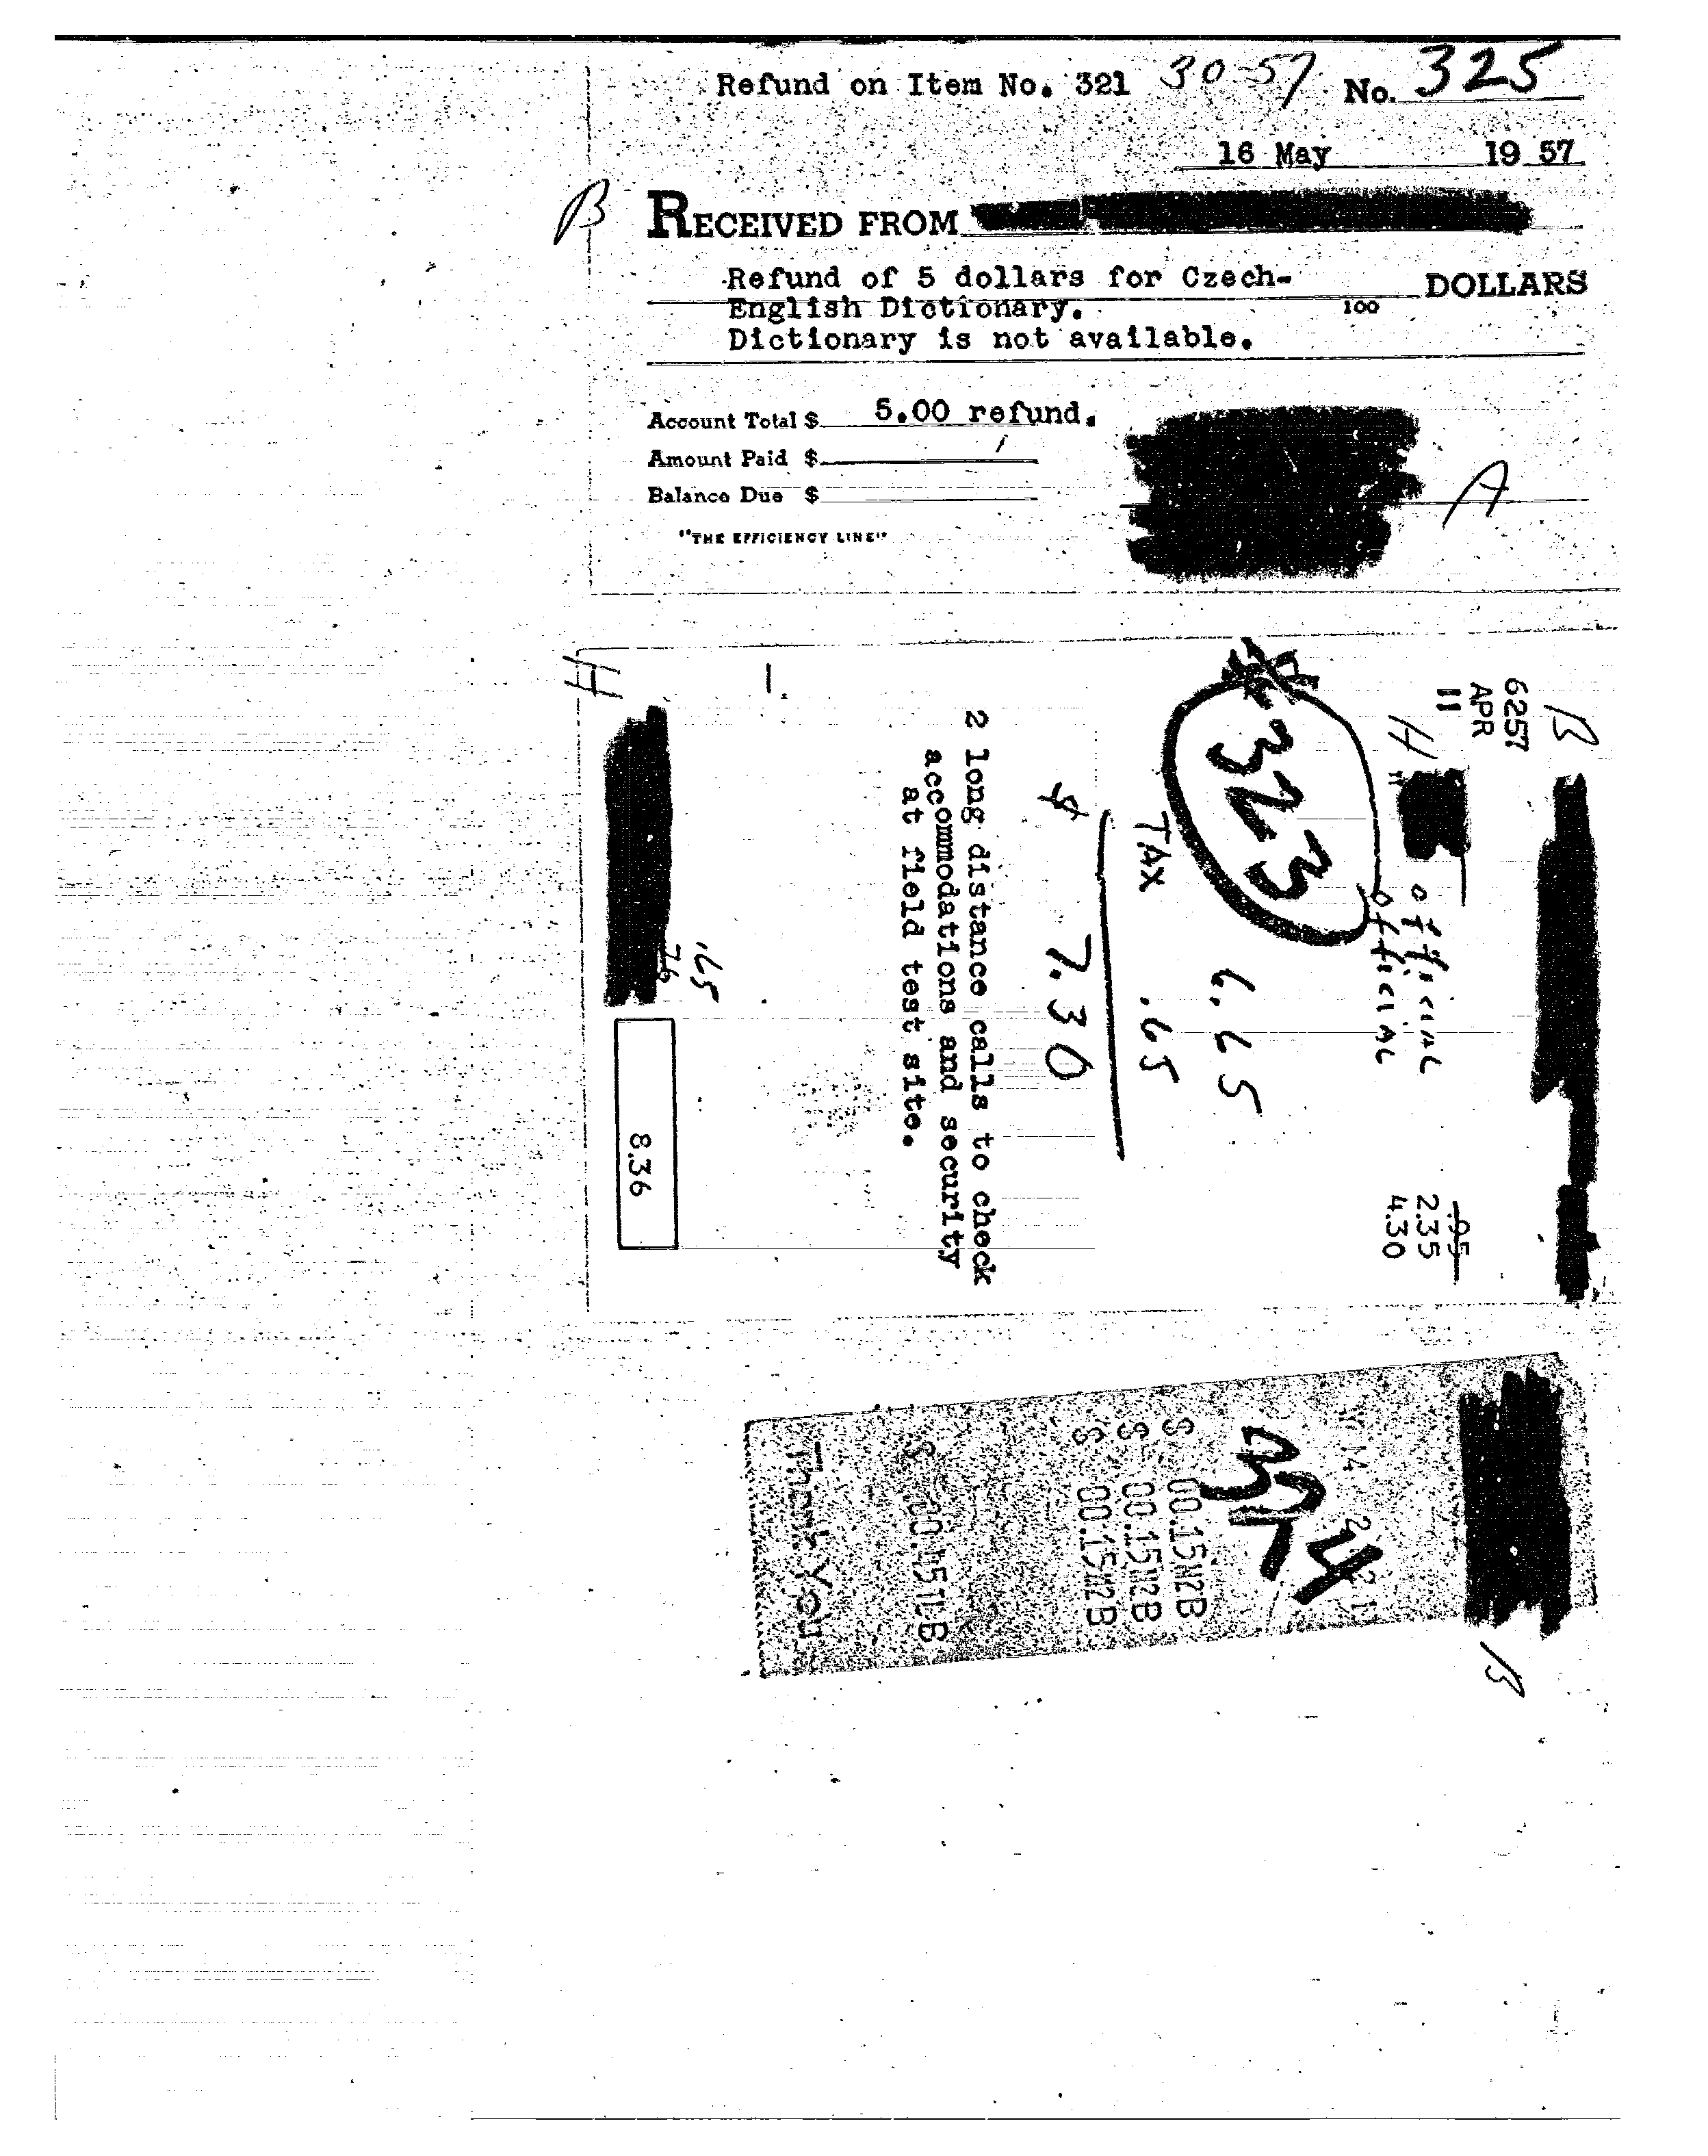 Refund on Item No. 321 30-57 No. 325
16 May 19 57
B
RECEIVED FROM
Refund of 5 dollars for Czech-
English Dictionary. 100 DOLLARS
Dictionary is not available.
Account Total $ 5.00 refund.
Amount Paid $
Balance Due $
A
"THE EFFICIENCY LINE"
B
6257
APR
11
H
.05
official 2.35
official 4.30
323
6.65
TAX .65
$ 7.30
2 long distance calls to check
accommodations and security
at field test site.
1
.65
76
8.36
H
B
14
324
$ 00.15
$ 00.15
$ 00.15
Thank You